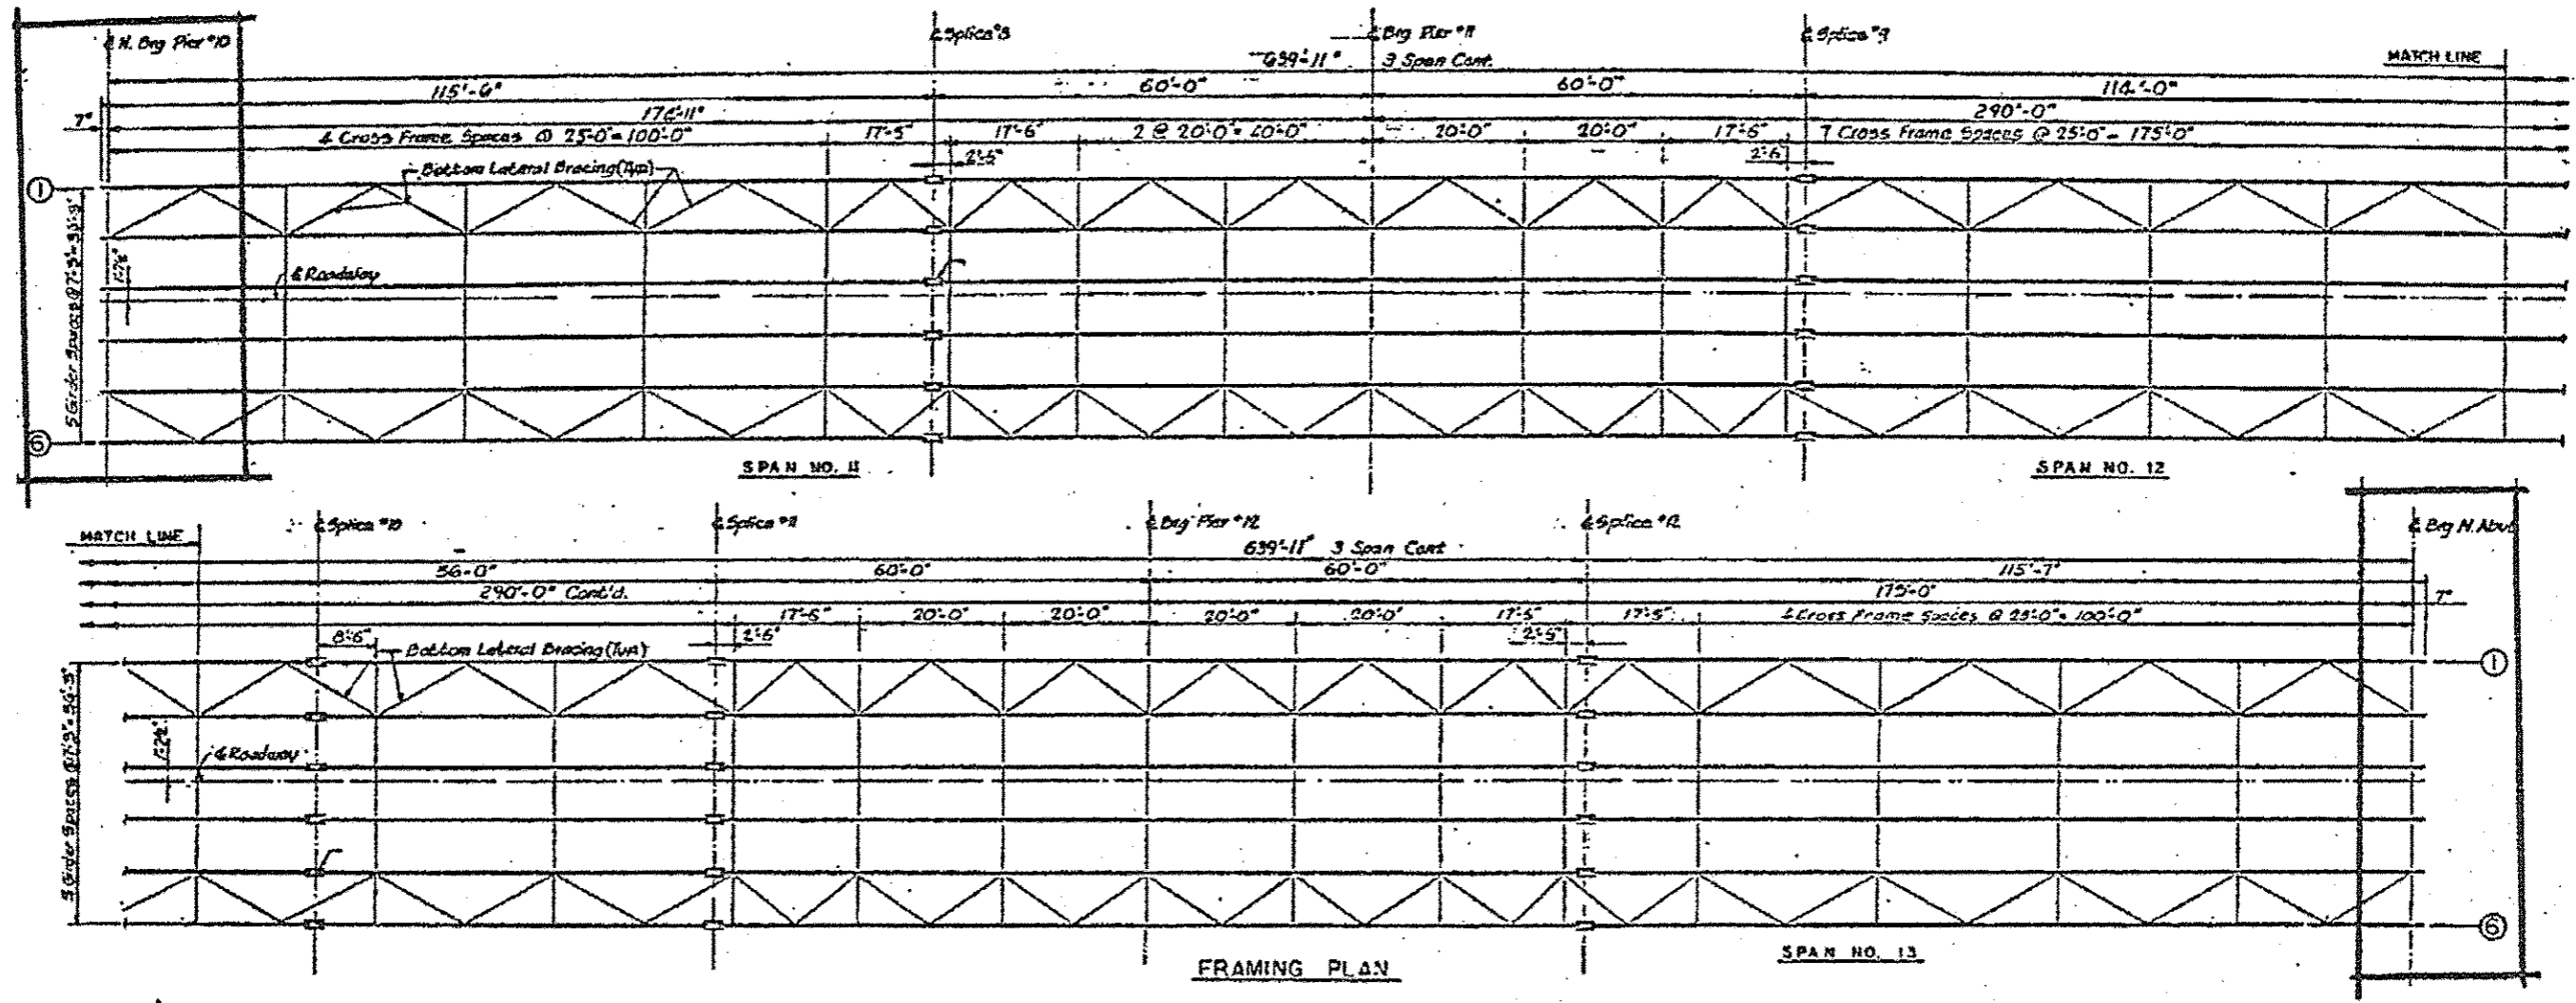 ℄ N. Brg Pier #10
℄ Splice #8
℄ Brg Pier #11
℄ Splice #9
MATCH LINE
639'-11" 3 Span Cont.
115'-6"
60'-0"
60'-0"
114'-0"
7"
290'-0"
4 Cross Frame Spaces @ 25'-0" = 100'-0"
17'-5"
17'-6"
2 @ 20'-0" = 40'-0"
20'-0"
20'-0"
17'-6"
7 Cross Frame Spaces @ 25'-0" = 175'-0"
2'-6"
2'-6"
Bottom Lateral Bracing (Typ)
1
℄ Roadway
6
SPAN NO. 11
SPAN NO. 12
MATCH LINE
℄ Splice #10
℄ Splice #11
℄ Brg Pier #12
℄ Splice #12
℄ Brg N. Abut
639'-11" 3 Span Cont
56'-0"
60'-0"
60'-0"
115'-7"
290'-0" Cont'd.
175'-0"
7"
17'-6"
20'-0"
20'-0"
20'-0"
20'-0"
17'-6"
17'-5"
4 Cross Frame Spaces @ 25'-0" = 100'-0"
8'-6"
2'-6"
2'-6"
Bottom Lateral Bracing (Typ)
1
℄ Roadway
6
SPAN NO. 13
FRAMING PLAN